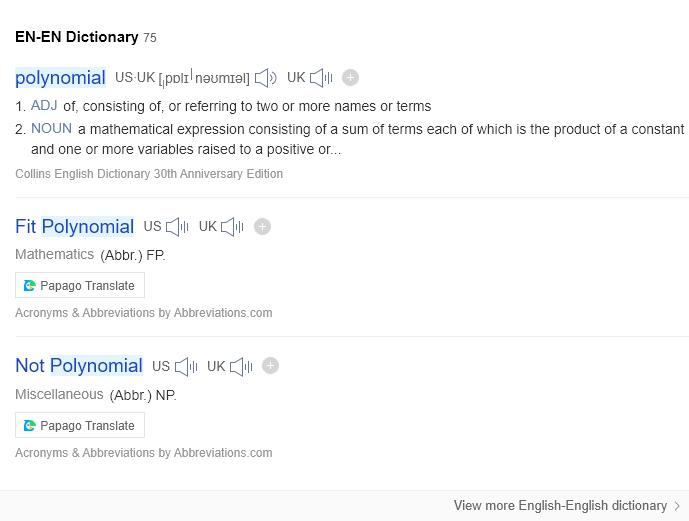 EN-EN Dictionary 75
polynomial US·UK [ˌpɒlɪˈnəʊmɪəl] UK
1. ADJ of, consisting of, or referring to two or more names or terms
2. NOUN a mathematical expression consisting of a sum of terms each of which is the product of a constant
and one or more variables raised to a positive or...
Collins English Dictionary 30th Anniversary Edition
Fit Polynomial US UK
Mathematics (Abbr.) FP.
Papago Translate
Acronyms & Abbreviations by Abbreviations.com
Not Polynomial US UK
Miscellaneous (Abbr.) NP.
Papago Translate
Acronyms & Abbreviations by Abbreviations.com
View more English-English dictionary